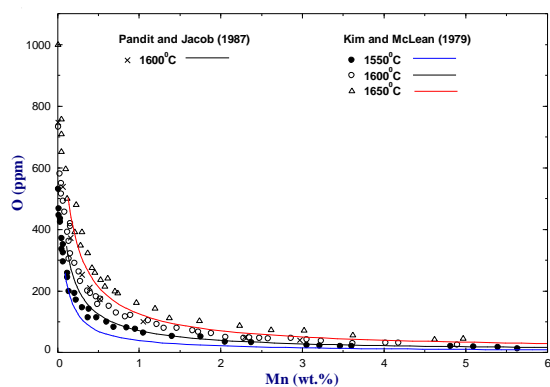 Pandit and Jacob (1987)
Kim and McLean (1979)
1600⁰C
1550⁰C
1600⁰C
1650⁰C
O (ppm)
1000
800
600
400
200
0
0
1
2
3
4
5
6
Mn (wt.%)